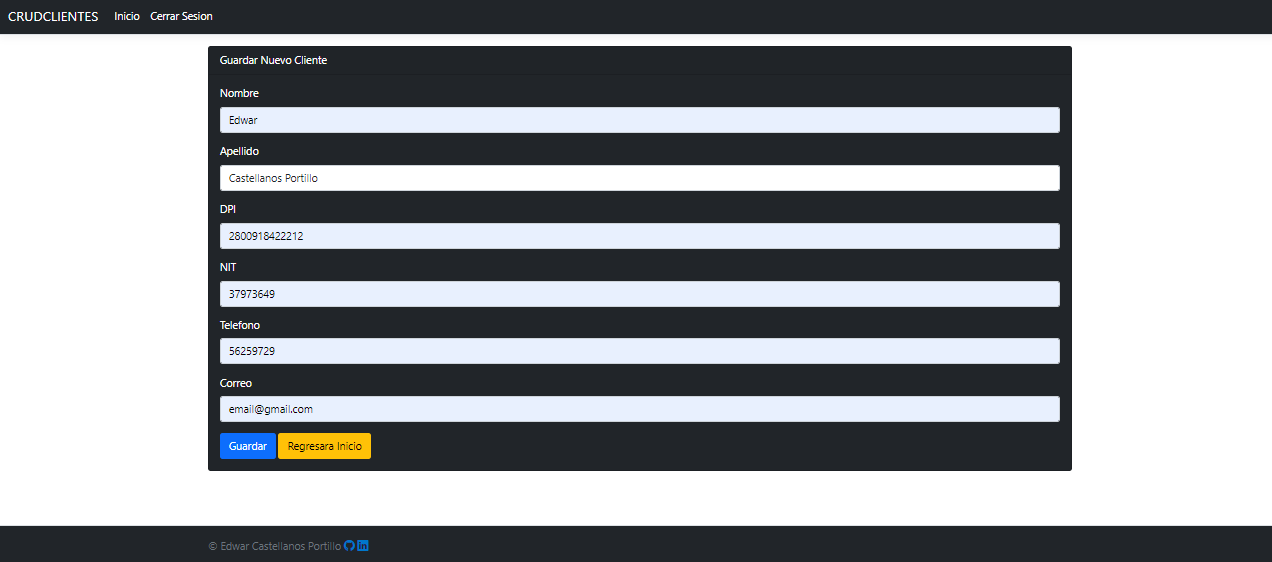 CRUDCLIENTES Inicio Cerrar Sesion
Guardar Nuevo Cliente
Nombre
Edwar
Apellido
Castellanos Portillo
DPI
2800918422212
NIT
37973649
Telefono
56259729
Correo
email@gmail.com
Guardar Regresara Inicio
© Edwar Castellanos Portillo